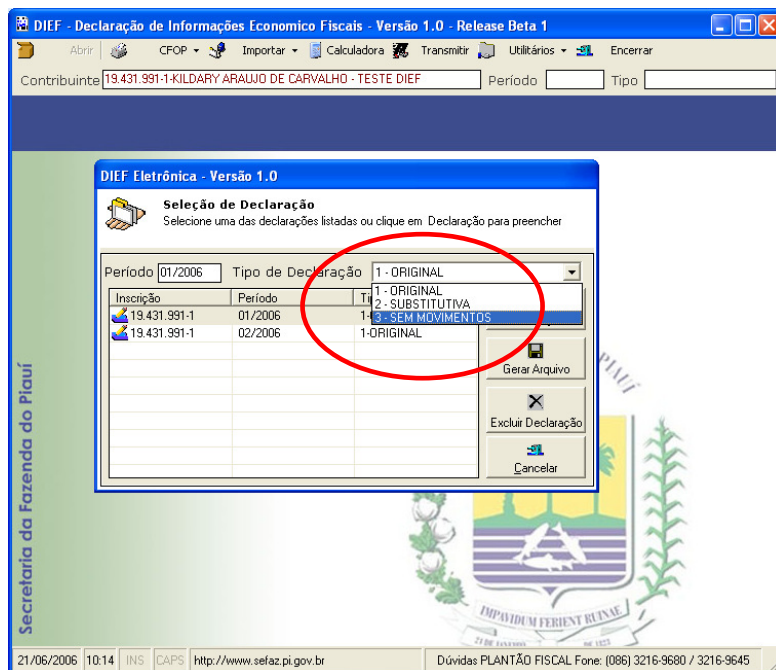 DIEF - Declaração de Informações Economico Fiscais - Versão 1.0 - Release Beta 1
Abrir CFOP Importar Calculadora Transmitir Utilitários Encerrar
Contribuinte 19.431.991-1-KILDARY ARAUJO DE CARVALHO - TESTE DIEF Período Tipo
DIEF Eletrônica - Versão 1.0
Seleção de Declaração
Selecione uma das declarações listadas ou clique em Declaração para preencher
Período 01/2006 Tipo de Declaração 1 - ORIGINAL
1 - ORIGINAL
2 - SUBSTITUTIVA
3 - SEM MOVIMENTOS
Inscrição Período
19.431.991-1 01/2006
19.431.991-1 02/2006 1-ORIGINAL
Gerar Arquivo
Excluir Declaração
Cancelar
Secretaria da Fazenda do Piauí
PIAUÍ
IMPAVIDUM FERIENT RUINAE
21/06/2006 10:14 INS CAPS http://www.sefaz.pi.gov.br Dúvidas PLANTÃO FISCAL Fone: (086) 3216-9680 / 3216-9645